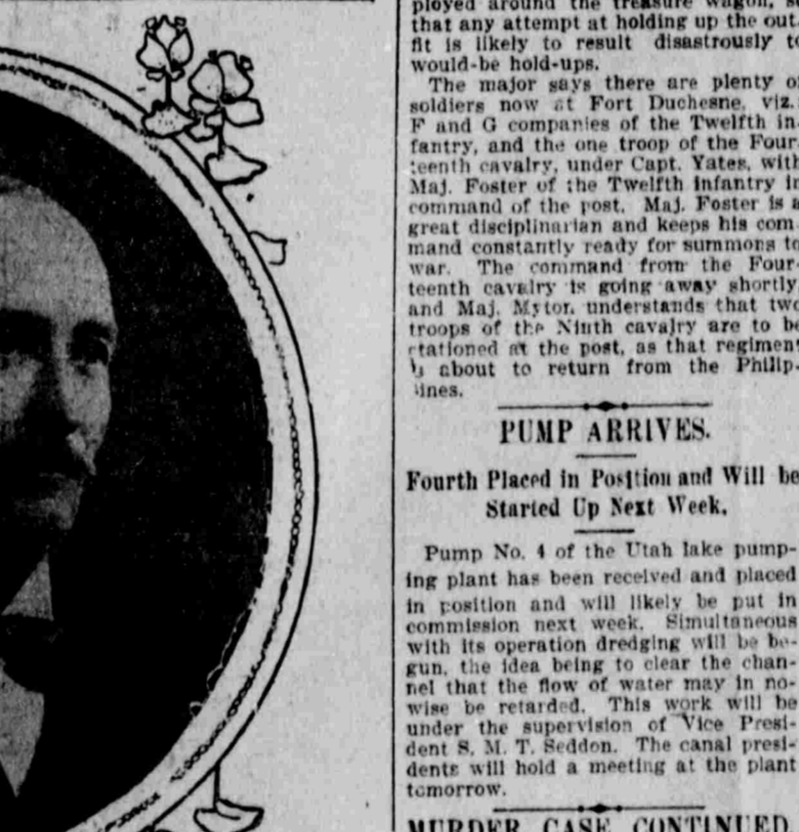 ployed around the treasure wagon, s
that any attempt at holding up the out
fit is likely to result disastrously t
would-be hold-ups.
The major says there are plenty o
soldiers now at Fort Duchesne, viz.
F and G companies of the Twelfth in
fantry, and the one troop of the Four
teenth cavalry, under Capt. Yates, with
Maj. Foster of the Twelfth infantry in
command of the post. Maj. Foster is a
great disciplinarian and keeps his com
mand constantly ready for summons to
war. The command from the Four
teenth cavalry is going away shortly
and Maj. Mytor. understands that two
troops of the Ninth cavalry are to be
stationed at the post, as that regiment
is about to return from the Philip-
ines.
PUMP ARRIVES.
Fourth Placed in Position and Will be
Started Up Next Week.
Pump No. 4 of the Utah lake pump-
ing plant has been received and placed
in position and will likely be put in
commission next week. Simultaneous
with its operation dredging will be be-
gun, the idea being to clear the chan-
nel that the flow of water may in no-
wise be retarded. This work will be
under the supervision of Vice Presi-
dent S. M. T. Seddon. The canal presi-
dents will hold a meeting at the plant
tomorrow.
MURDER CASE CONTINUED